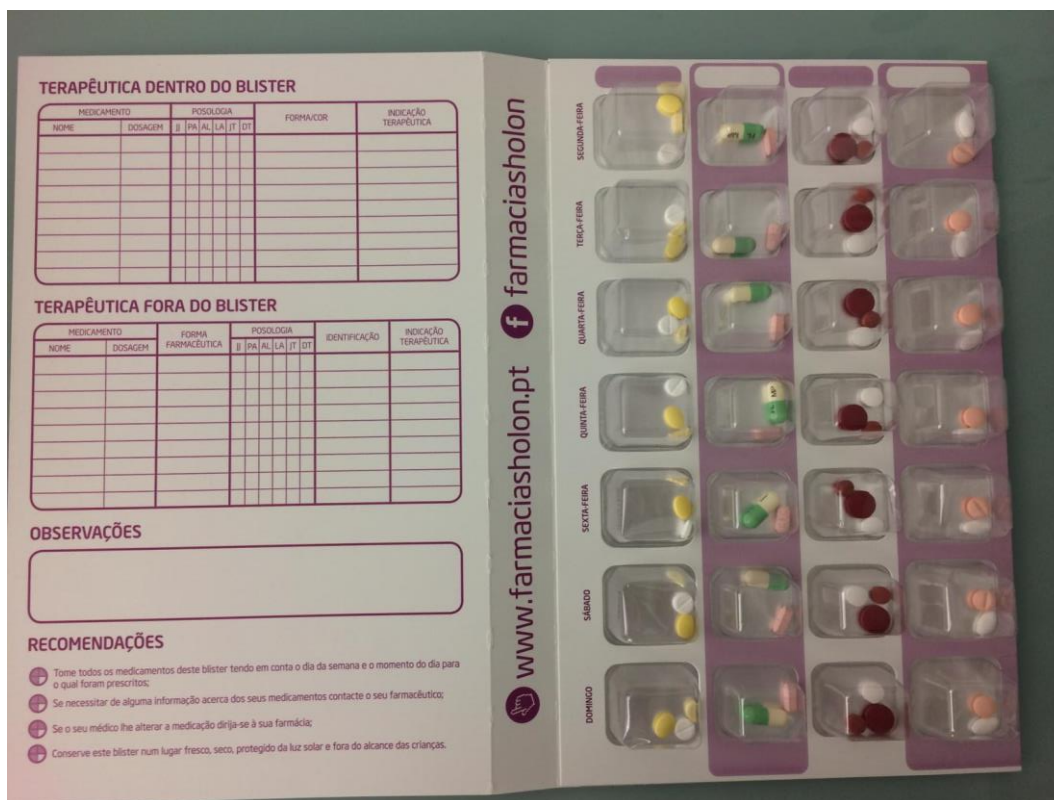 TERAPÊUTICA DENTRO DO BLISTER
MEDICAMENTO POSOLOGIA FORMA/COR INDICAÇÃO TERAPÊUTICA
NOME DOSAGEM JJ PA AL LA JT DT
TERAPÊUTICA FORA DO BLISTER
MEDICAMENTO FORMA FARMACÊUTICA POSOLOGIA IDENTIFICAÇÃO INDICAÇÃO TERAPÊUTICA
NOME DOSAGEM JJ PA AL LA JT DT
OBSERVAÇÕES
RECOMENDAÇÕES
Tome todos os medicamentos deste blister tendo em conta o dia da semana e o momento do dia para
o qual foram prescritos;
Se necessitar de alguma informação acerca dos seus medicamentos contacte o seu farmacêutico;
Se o seu médico lhe alterar a medicação dirija-se à sua farmácia;
Conserve este blister num lugar fresco, seco, protegido da luz solar e fora do alcance das crianças.
www.farmaciasholon.pt f farmaciasholon
SEGUNDA-FEIRA
TERÇA-FEIRA
QUARTA-FEIRA
QUINTA-FEIRA
SEXTA-FEIRA
SÁBADO
DOMINGO